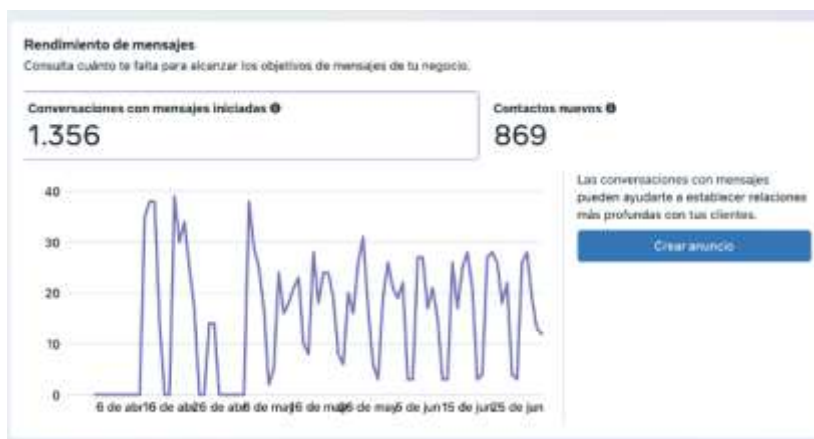 Rendimiento de mensajes
Consulta cuánto te falta para alcanzar los objetivos de mensajes de tu negocio.
Conversaciones con mensajes iniciadas
1.356
Contactos nuevos
869
Las conversaciones con mensajes
pueden ayudarte a establecer relaciones
más profundas con tus clientes.
Crear anuncio
40
30
20
10
0
6 de abr 16 de abr 26 de abr 6 de may 16 de may 26 de may 5 de jun 15 de jun 25 de jun